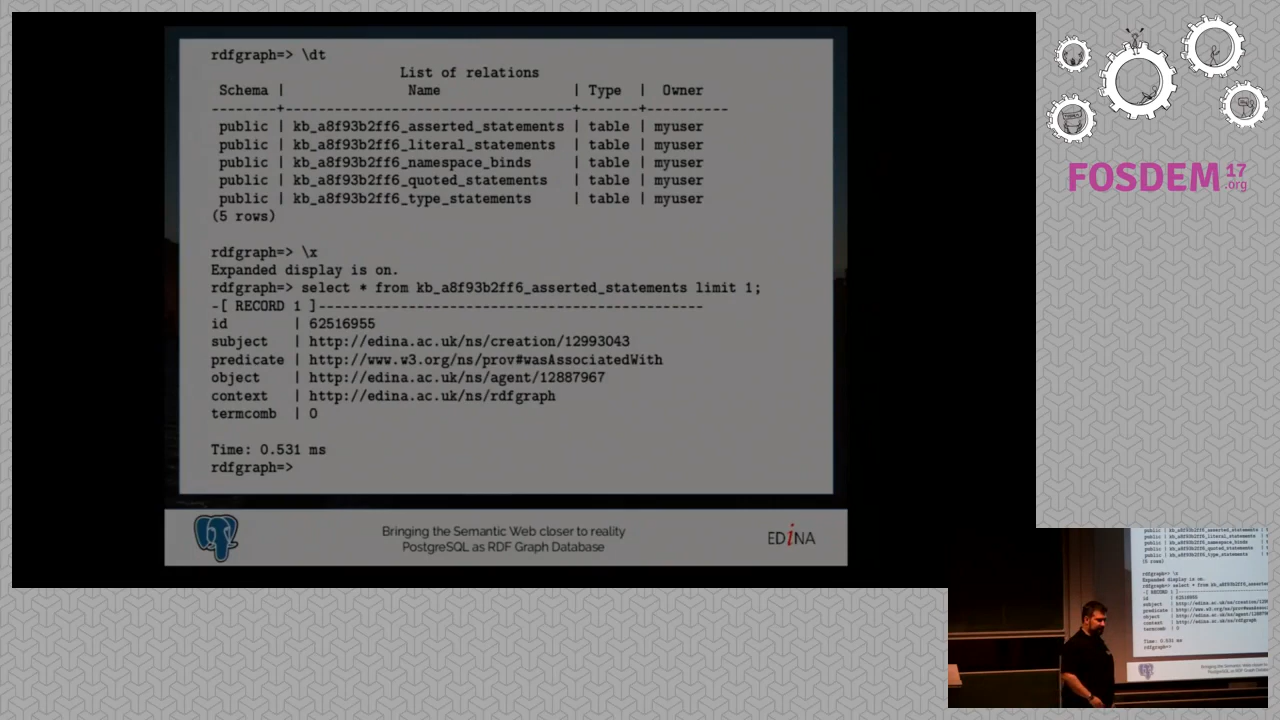 rdfgraph=> \dt
List of relations
Schema | Name | Type | Owner
--------+-----------------------------------+-------+----------
public | kb_a8f93b2ff6_asserted_statements | table | myuser
public | kb_a8f93b2ff6_literal_statements | table | myuser
public | kb_a8f93b2ff6_namespace_binds | table | myuser
public | kb_a8f93b2ff6_quoted_statements | table | myuser
public | kb_a8f93b2ff6_type_statements | table | myuser
(5 rows)
rdfgraph=> \x
Expanded display is on.
rdfgraph=> select * from kb_a8f93b2ff6_asserted_statements limit 1;
-[ RECORD 1 ]-----------------------------------------------
id | 62516955
subject | http://edina.ac.uk/ns/creation/12993043
predicate | http://www.w3.org/ns/prov#wasAssociatedWith
object | http://edina.ac.uk/ns/agent/12887967
context | http://edina.ac.uk/ns/rdfgraph
termcomb | 0
Time: 0.531 ms
rdfgraph=>
Bringing the Semantic Web closer to reality
PostgreSQL as RDF Graph Database
EDINA
FOSDEM 17
.org